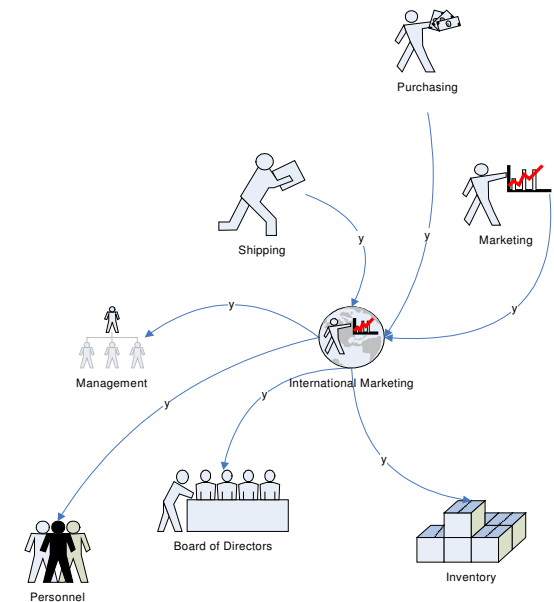 Purchasing
Marketing
Shipping
y
y
y
y
International Marketing
Management
y
y
y
Board of Directors
Inventory
Personnel